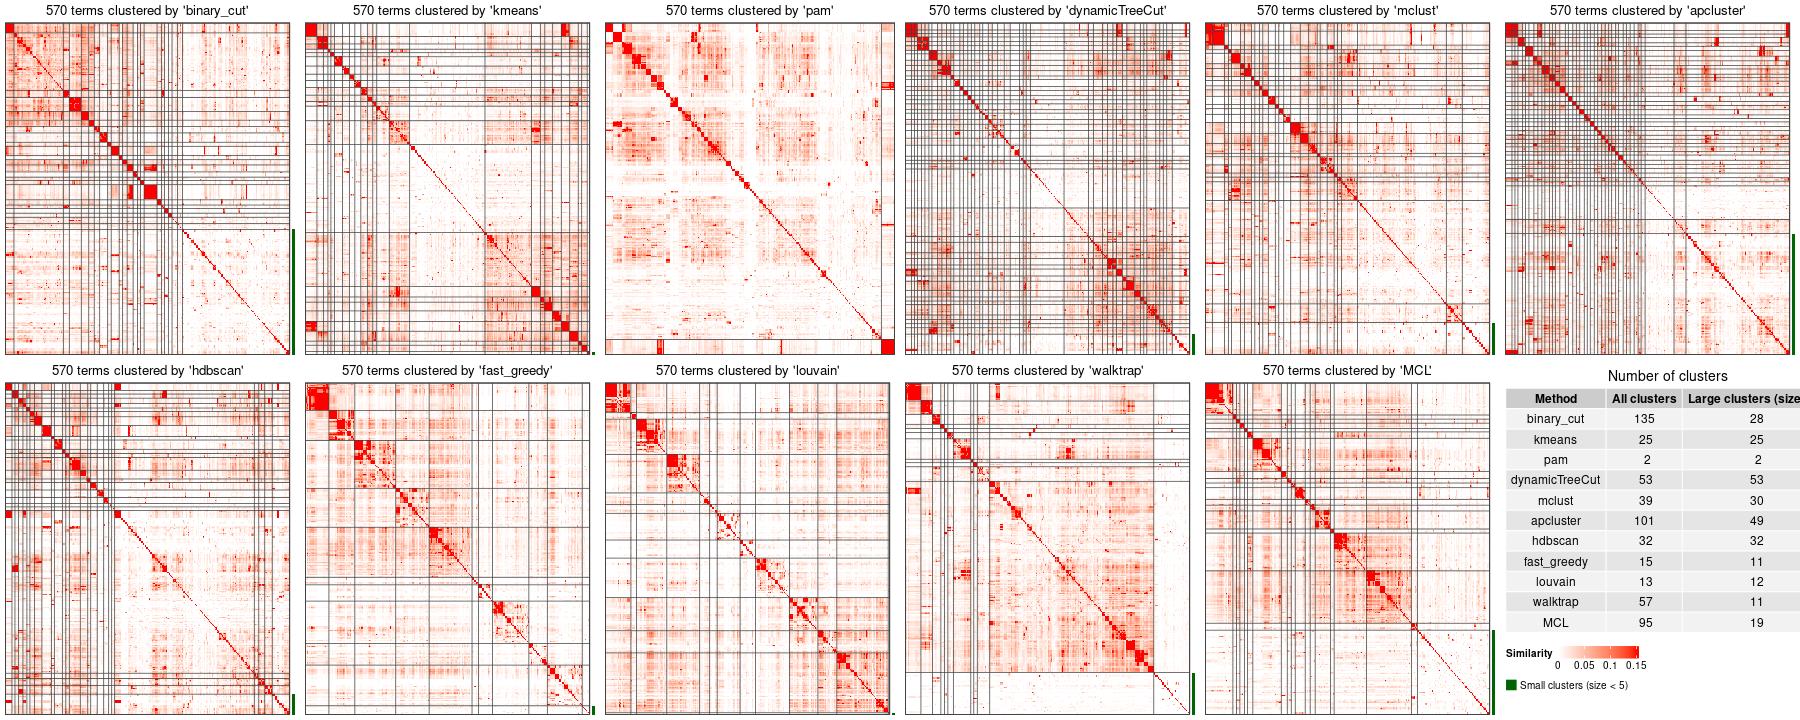 570 terms clustered by 'binary_cut'
570 terms clustered by 'kmeans'
570 terms clustered by 'pam'
570 terms clustered by 'dynamicTreeCut'
570 terms clustered by 'mclust'
570 terms clustered by 'apcluster'
570 terms clustered by 'hdbscan'
570 terms clustered by 'fast_greedy'
570 terms clustered by 'louvain'
570 terms clustered by 'walktrap'
570 terms clustered by 'MCL'
Number of clusters
Method All clusters Large clusters (size
binary_cut 135 28
kmeans 25 25
pam 2 2
dynamicTreeCut 53 53
mclust 39 30
apcluster 101 49
hdbscan 32 32
fast_greedy 15 11
louvain 13 12
walktrap 57 11
MCL 95 19
Similarity
0 0.05 0.1 0.15
Small clusters (size < 5)